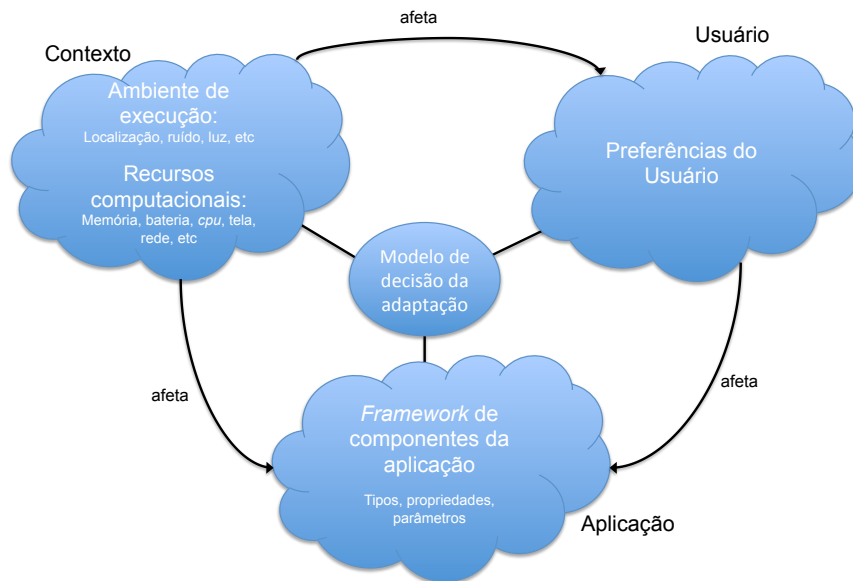 afeta
Contexto
Usuário
Ambiente de
execução:
Localização, ruído, luz, etc
Recursos
computacionais:
Memória, bateria, cpu, tela,
rede, etc
Preferências do
Usuário
Modelo de
decisão da
adaptação
afeta
afeta
Framework de
componentes da
aplicação
Tipos, propriedades,
parâmetros
Aplicação